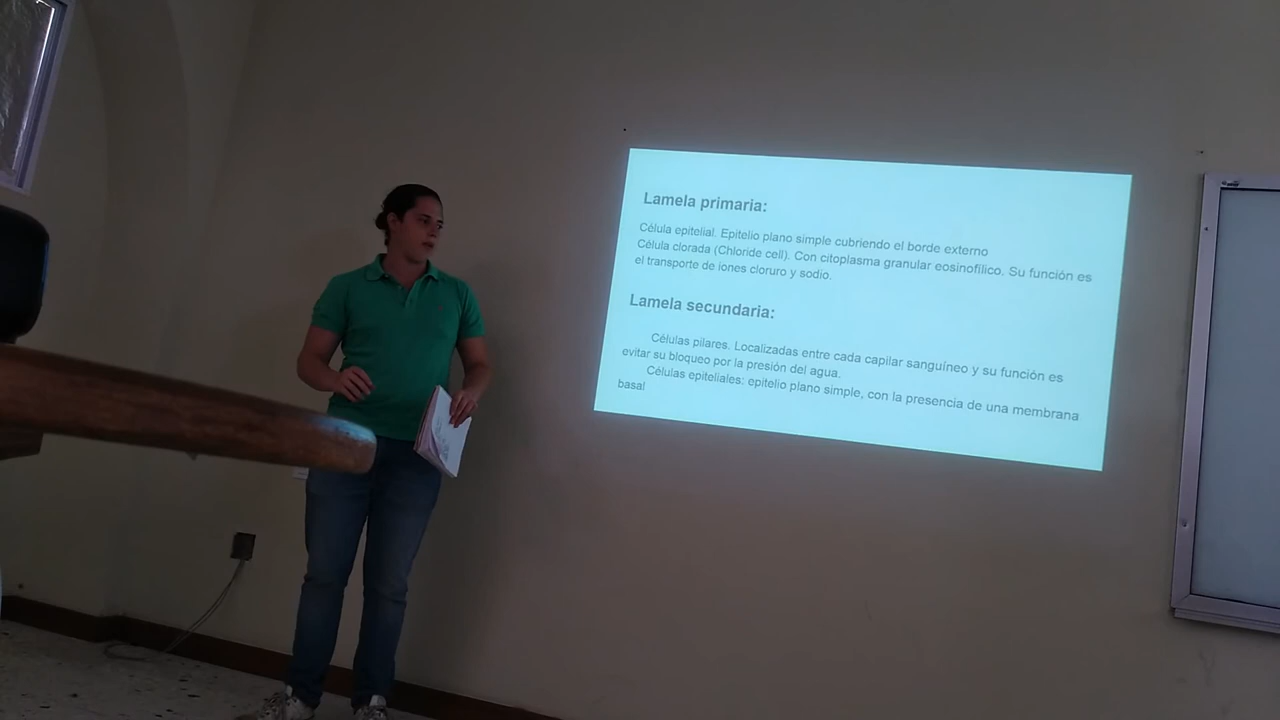 Lamela primaria:
Célula epitelial. Epitelio plano simple cubriendo el borde externo
Célula clorada (Chloride cell). Con citoplasma granular eosinofílico. Su función es
el transporte de iones cloruro y sodio.
Lamela secundaria:
Células pilares. Localizadas entre cada capilar sanguíneo y su función es
evitar su bloqueo por la presión del agua.
Células epiteliales: epitelio plano simple, con la presencia de una membrana
basal